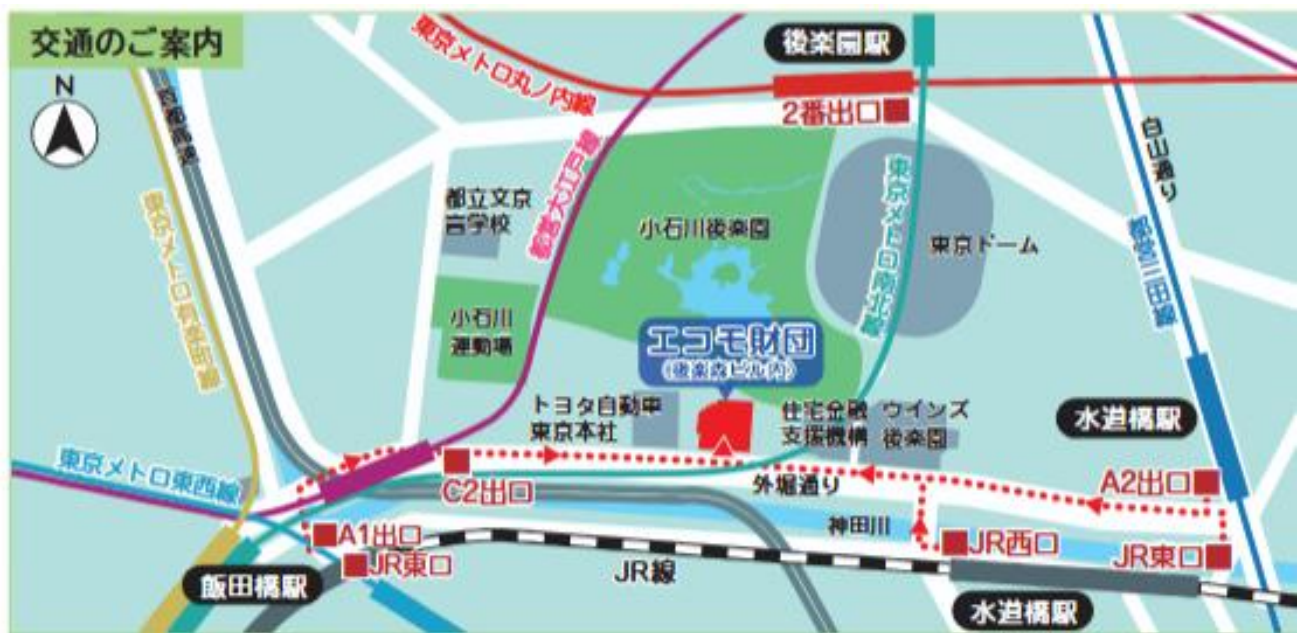 交通のご案内
N
首都高速
東京メトロ丸ノ内線
後楽園駅
2番出口
白山通り
都営三田線
都営大江戸線
都立文京
盲学校
小石川後楽園
東京メトロ南北線
東京ドーム
東京メトロ有楽町線
小石川
運動場
エコモ財団
(後楽森ビル内)
トヨタ自動車
東京本社
住宅金融
支援機構
ウインズ
後楽園
水道橋駅
東京メトロ東西線
C2出口
外堀通り
A2出口
A1出口
神田川
JR西口
JR東口
JR東口
JR線
飯田橋駅
水道橋駅